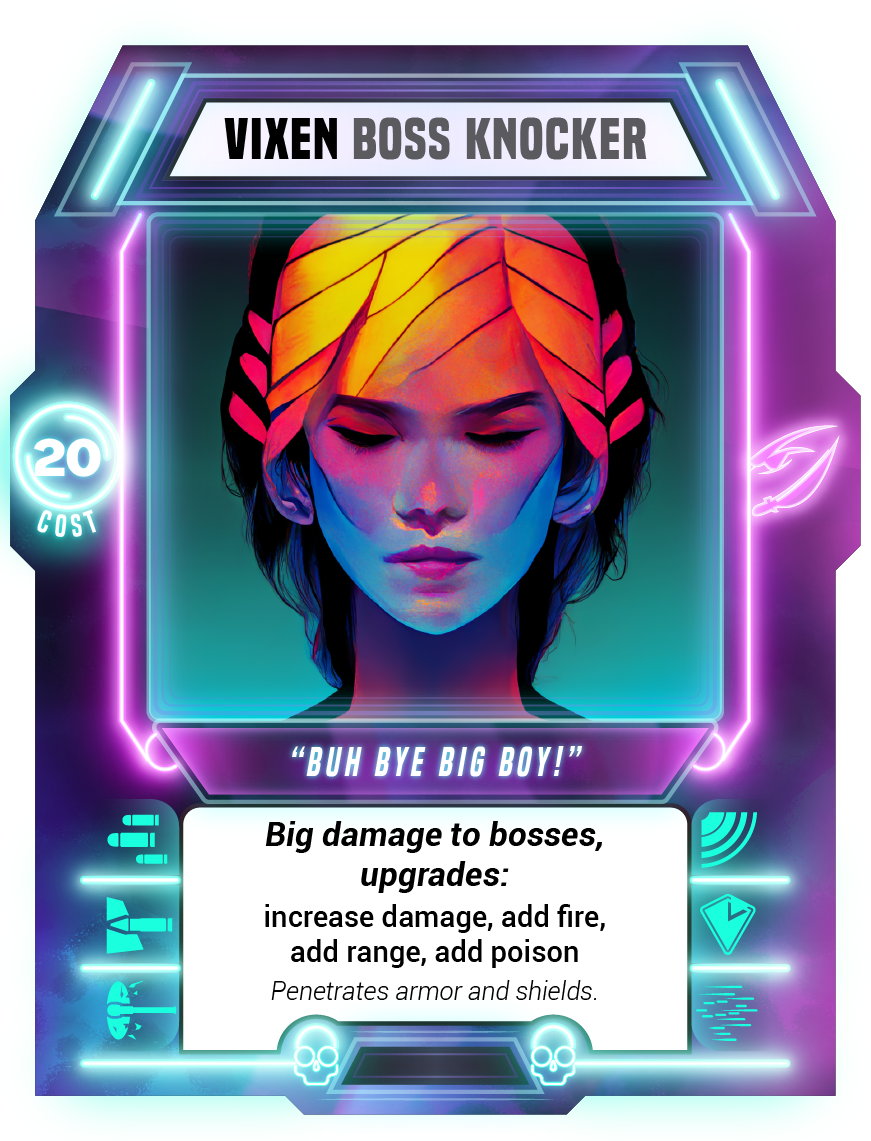 VIXEN BOSS KNOCKER
20
COST
“BUH BYE BIG BOY!”
Big damage to bosses,
upgrades:
increase damage, add fire,
add range, add poison
Penetrates armor and shields.